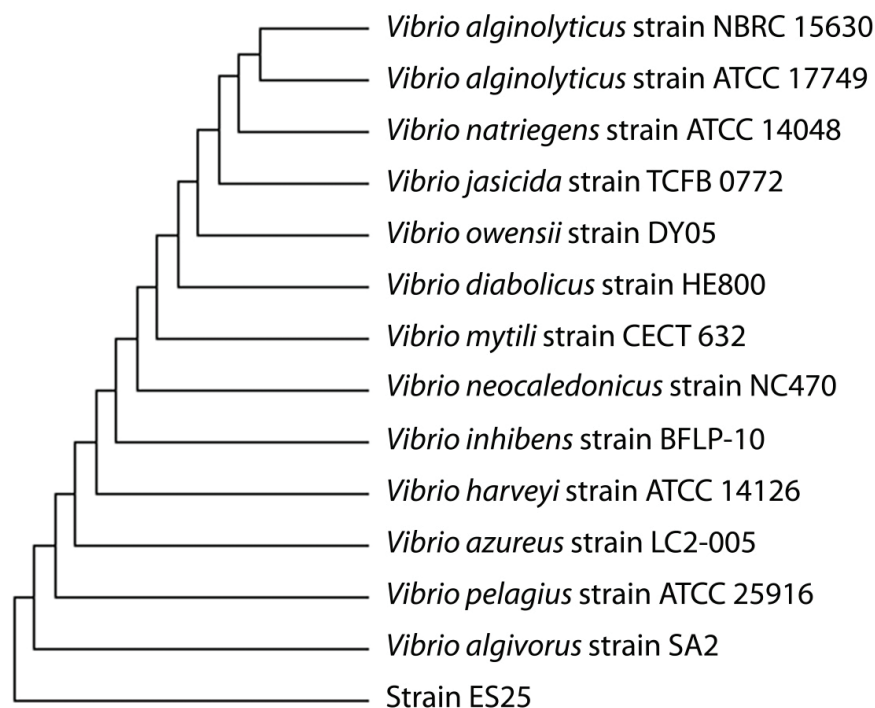 Vibrio alginolyticus strain NBRC 15630
Vibrio alginolyticus strain ATCC 17749
Vibrio natriegens strain ATCC 14048
Vibrio jasicida strain TCFB 0772
Vibrio owensii strain DY05
Vibrio diabolicus strain HE800
Vibrio mytili strain CECT 632
Vibrio neocaledonicus strain NC470
Vibrio inhibens strain BFLP-10
Vibrio harveyi strain ATCC 14126
Vibrio azureus strain LC2-005
Vibrio pelagius strain ATCC 25916
Vibrio algivorus strain SA2
Strain ES25